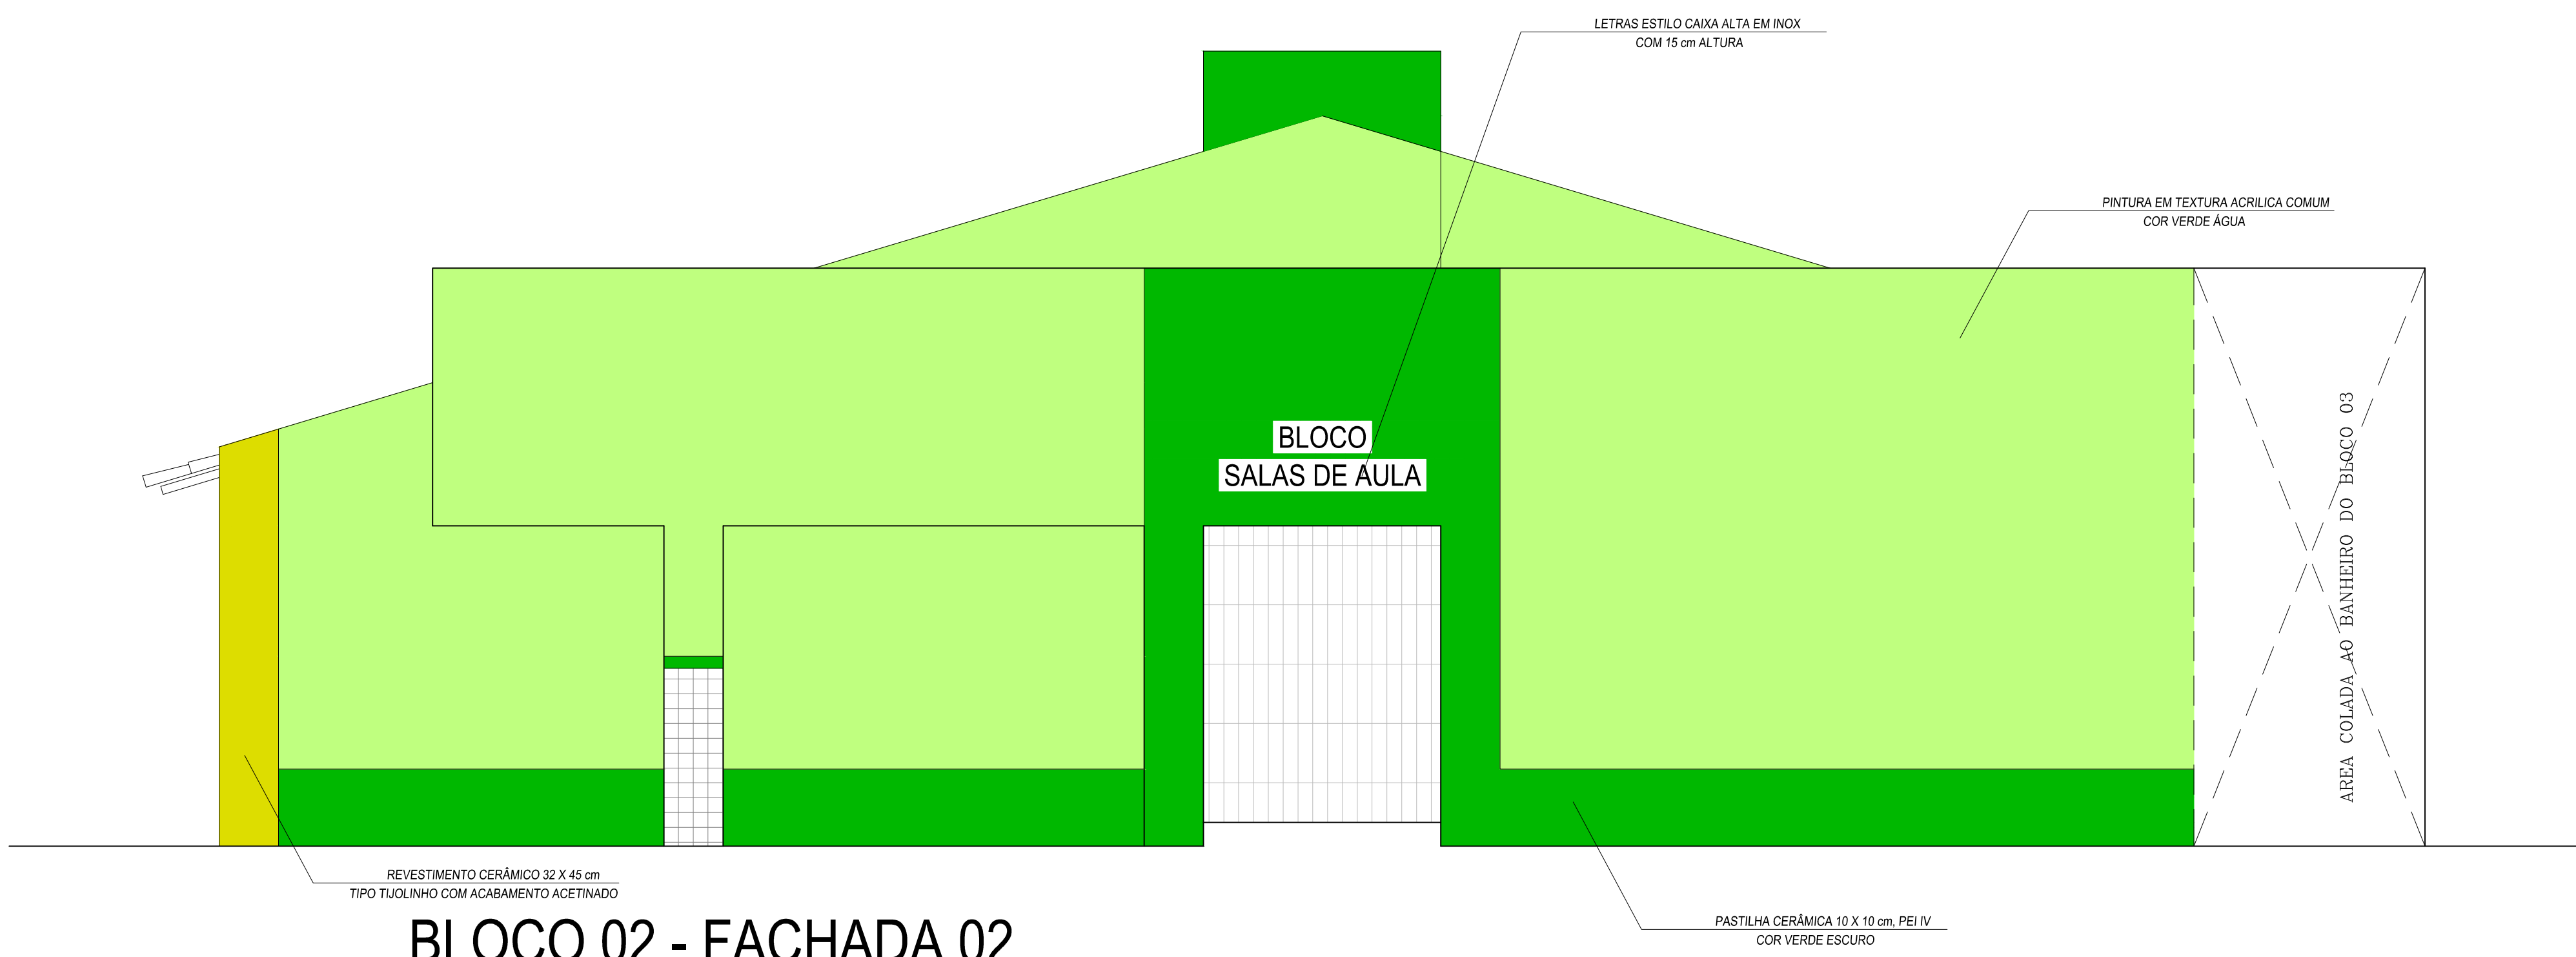 LETRAS ESTILO CAIXA ALTA EM INOX
COM 15 cm ALTURA
PINTURA EM TEXTURA ACRILICA COMUM
COR VERDE ÁGUA
BLOCO
SALAS DE AULA
AREA COLADA AO BANHEIRO DO BLOCO 03
REVESTIMENTO CERÂMICO 32 X 45 cm
TIPO TIJOLINHO COM ACABAMENTO ACETINADO
PASTILHA CERÂMICA 10 X 10 cm, PEI IV
COR VERDE ESCURO
BLOCO 02 - FACHADA 02